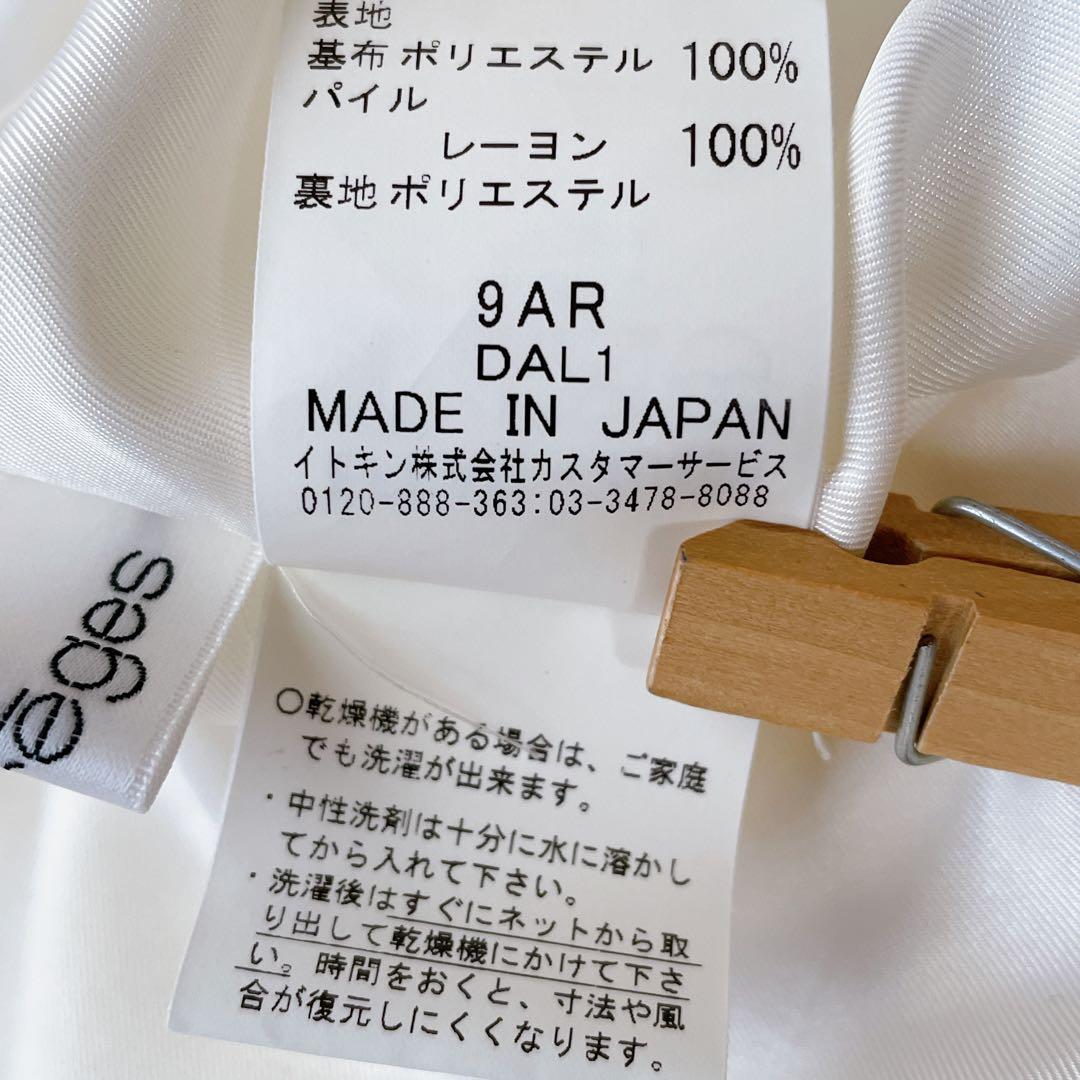 表地
基布 ポリエステル 100%
パイル
レーヨン 100%
裏地 ポリエステル
9AR
DAL1
MADE IN JAPAN
イトキン株式会社カスタマーサービス
0120-888-363:03-3478-8088
èges
○乾燥機がある場合は、ご家庭
でも洗濯が出来ます。
・中性洗剤は十分に水に溶かし
てから入れて下さい。
・洗濯後はすぐにネットから取
り出して乾燥機にかけて下さ
い。時間をおくと、寸法や風
合が復元しにくくなります。